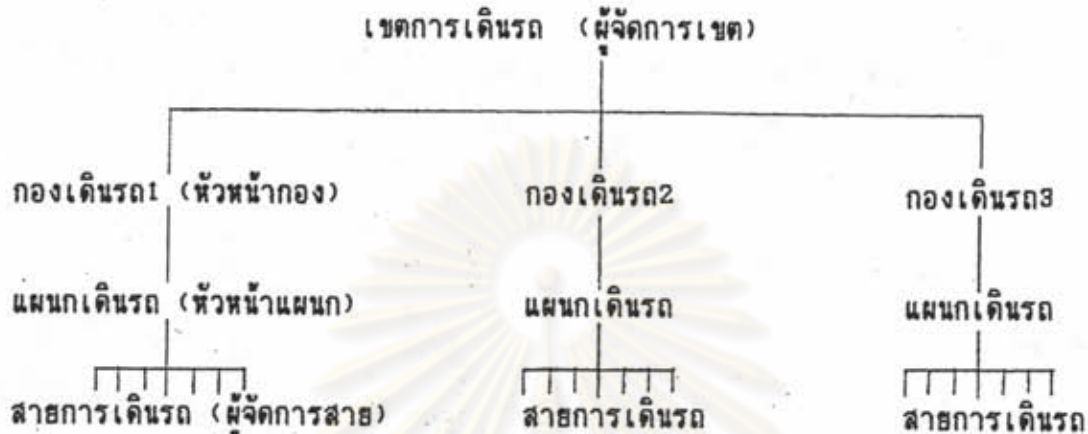 เขตการเดินรถ (ผู้จัดการเขต)
กองเดินรถ1 (หัวหน้ากอง) กองเดินรถ2 กองเดินรถ3
แผนกเดินรถ (หัวหน้าแผนก) แผนกเดินรถ แผนกเดินรถ
สายการเดินรถ (ผู้จัดการสาย) สายการเดินรถ สายการเดินรถ